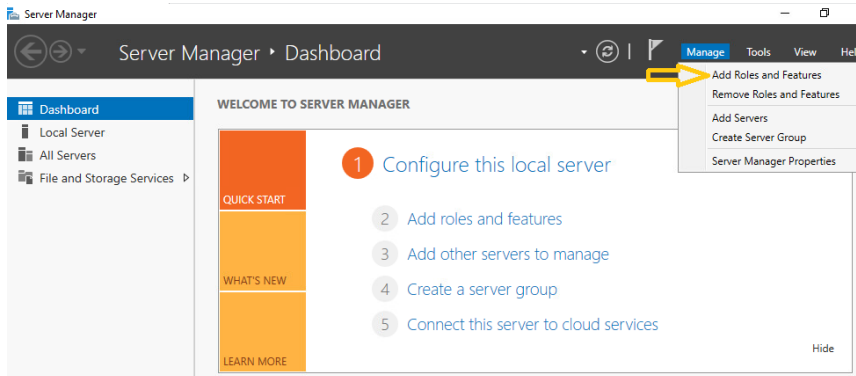 Server Manager
Server Manager • Dashboard
Manage Tools View Hel
Add Roles and Features
Remove Roles and Features
Add Servers
Create Server Group
Server Manager Properties
Dashboard
Local Server
All Servers
File and Storage Services
WELCOME TO SERVER MANAGER
QUICK START
WHAT'S NEW
LEARN MORE
1 Configure this local server
2 Add roles and features
3 Add other servers to manage
4 Create a server group
5 Connect this server to cloud services
Hide